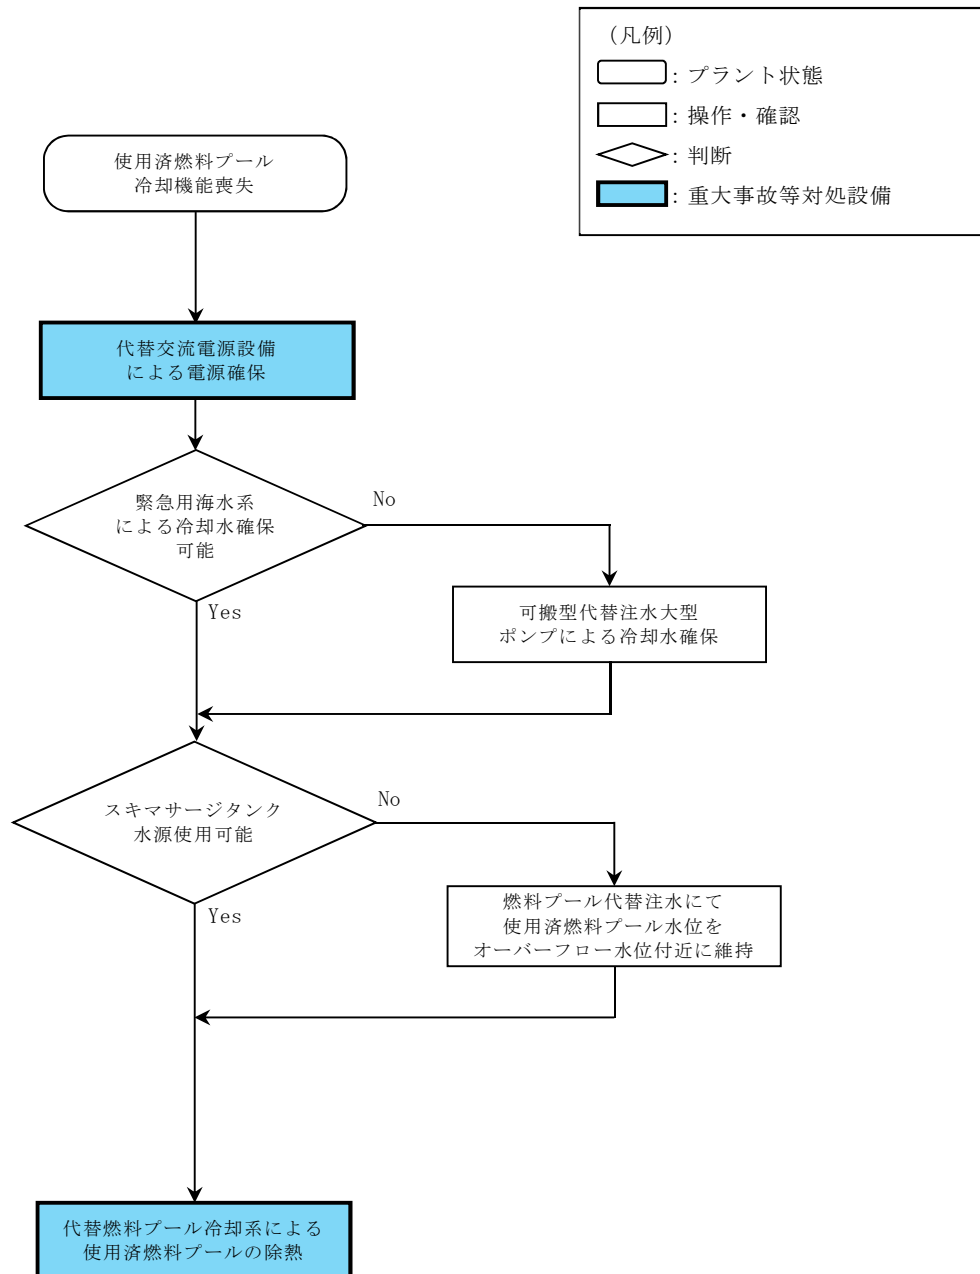 （凡例）
：プラント状態
：操作・確認
：判断
：重大事故等対処設備
使用済燃料プール
冷却機能喪失
代替交流電源設備
による電源確保
緊急用海水系
による冷却水確保
可能
No
Yes
可搬型代替注水大型
ポンプによる冷却水確保
スキマサージタンク
水源使用可能
No
Yes
燃料プール代替注水にて
使用済燃料プール水位を
オーバーフロー水位付近に維持
代替燃料プール冷却系による
使用済燃料プールの除熱